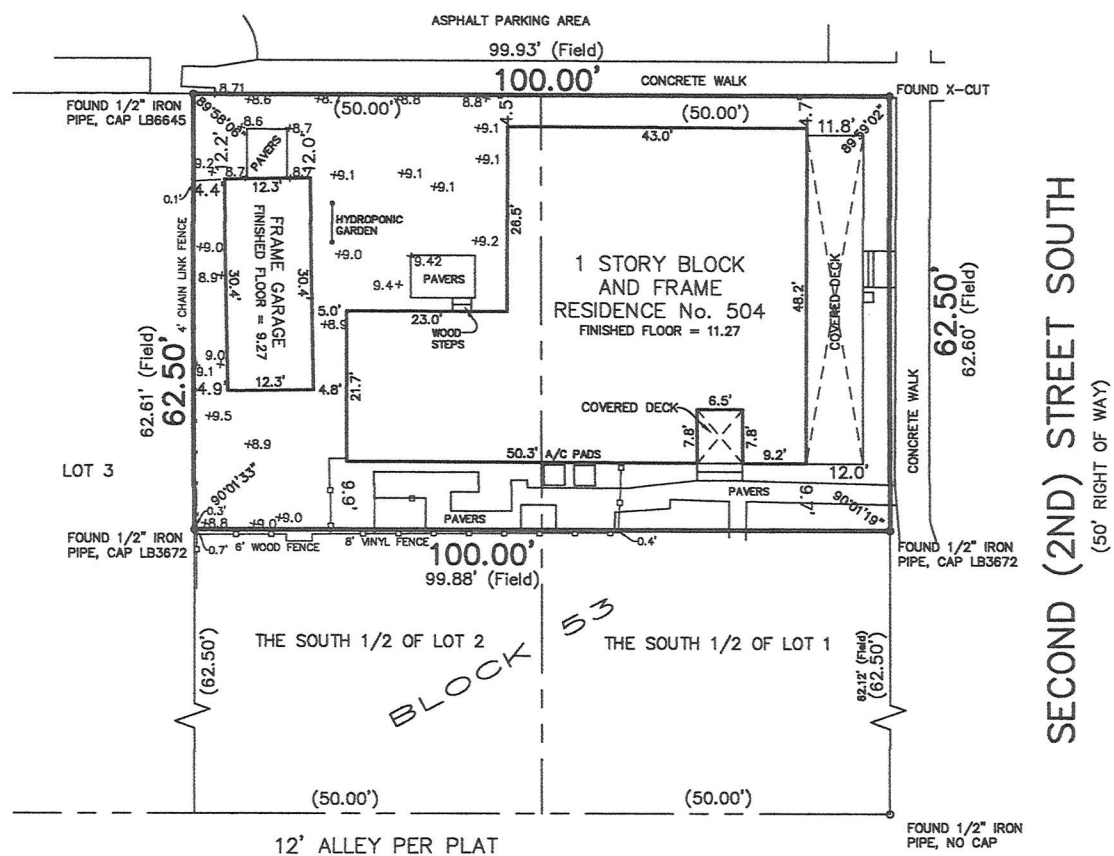 ASPHALT PARKING AREA
99.93' (Field)
100.00'
CONCRETE WALK
FOUND X-CUT
FOUND 1/2" IRON
PIPE, CAP LB6645
8.71
+8.6
+8.7
+8.8
8.8+
(50.00')
4.5'
(50.00')
4.7'
89°58'08"
89°59'02"
+8.6
+8.7
12.2'
PAVERS
12.0'
+9.1
43.0'
11.8'
9.2
+
8.7
8.7
+9.1
+9.1
+9.1
+9.1
0.1'
4.4'
12.3'
4' CHAIN LINK FENCE
FRAME GARAGE
FINISHED FLOOR = 9.27
30.4'
30.4'
HYDROPONIC
GARDEN
26.5'
+9.0
8.9+
+9.0
+9.2
+9.42
9.4+
PAVERS
1 STORY BLOCK
AND FRAME
RESIDENCE No. 504
FINISHED FLOOR = 11.27
48.2'
COVERED DECK
5.0'
+8.9
23.0'
WOOD
STEPS
62.61' (Field)
62.50'
62.50'
62.60' (Field)
9.0
+
9.1
4.9'
12.3'
4.8'
21.7'
+9.5
+8.9
COVERED DECK
6.5'
7.8'
7.8'
9.2'
50.3'
A/C PADS
12.0'
CONCRETE WALK
LOT 3
90°01'33"
9.9'
PAVERS
PAVERS
9.7'
90°01'19"
0.3'
+8.8
+9.0
+9.0
FOUND 1/2" IRON
PIPE, CAP LB3672
0.7'
6' WOOD FENCE
8' VINYL FENCE
0.4'
FOUND 1/2" IRON
PIPE, CAP LB3672
100.00'
99.88' (Field)
THE SOUTH 1/2 OF LOT 2
BLOCK 53
THE SOUTH 1/2 OF LOT 1
(62.50')
62.12' (Field)
(62.50')
SECOND (2ND) STREET SOUTH
(50' RIGHT OF WAY)
(50.00')
(50.00')
12' ALLEY PER PLAT
FOUND 1/2" IRON
PIPE, NO CAP